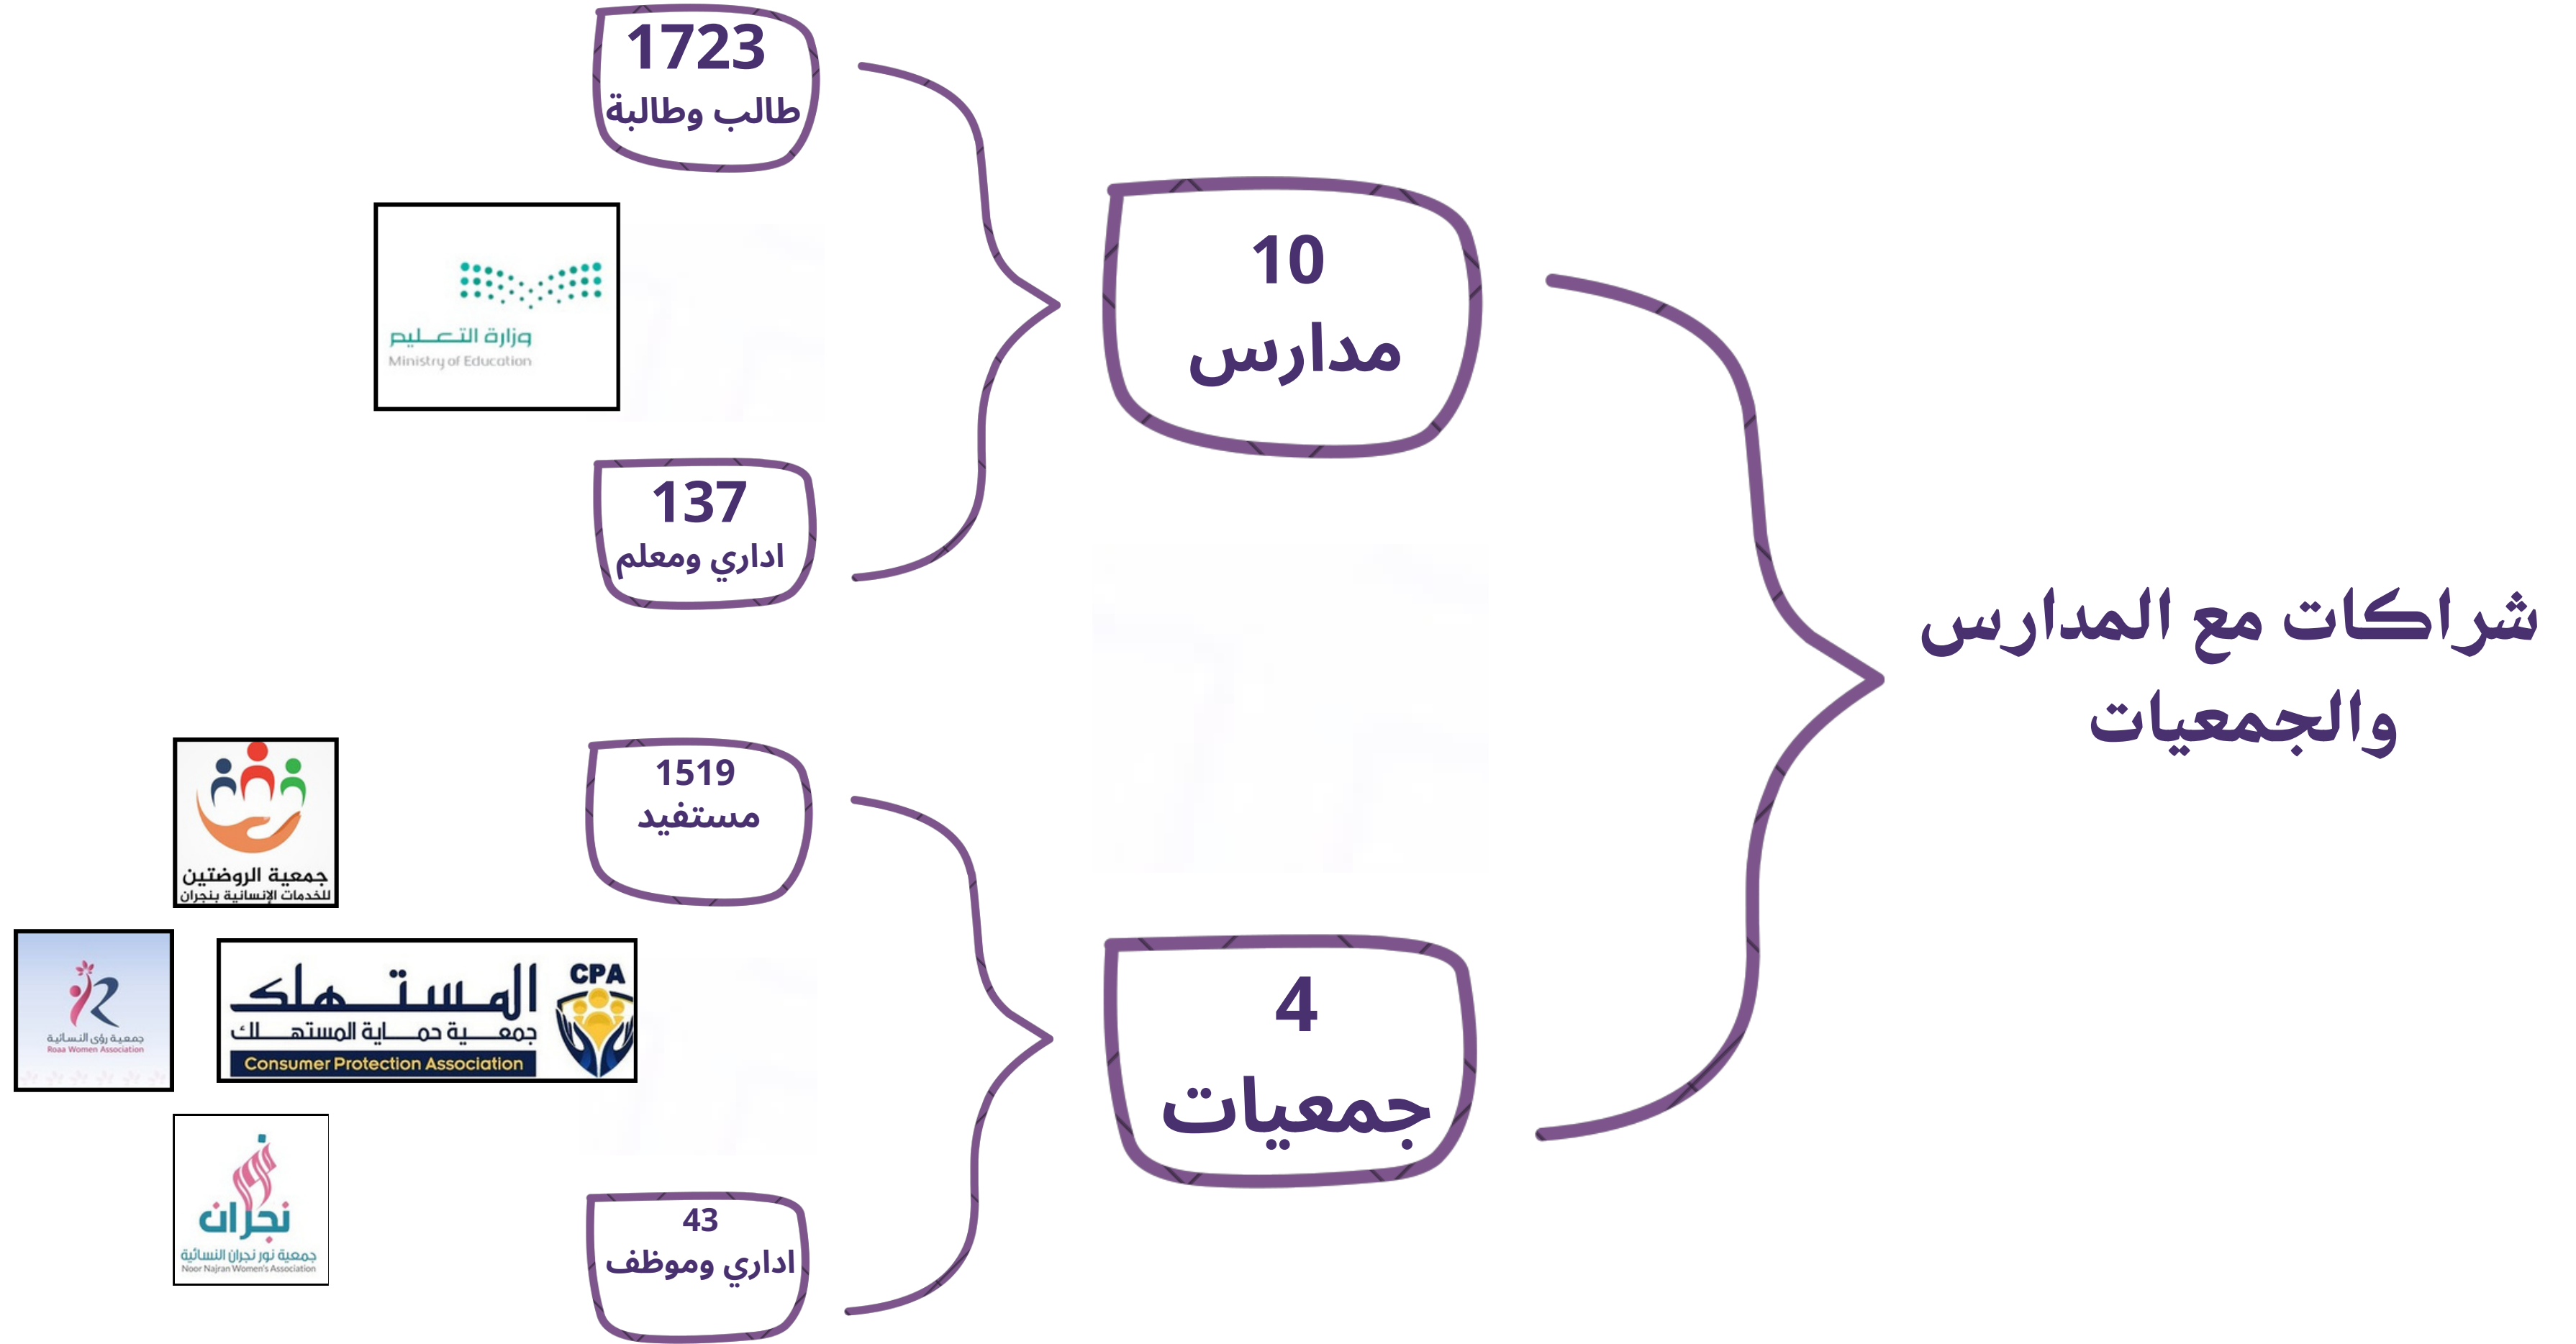 شراكات مع المدارس
والجمعيات
10
مدارس
1723
طالب وطالبة
وزارة التعليم
Ministry of Education
137
اداري ومعلم
4
جمعيات
1519
مستفيد
جمعية الروضتين
للخدمات الإنسانية بنجران
CPA
المستهلك
جمعية حماية المستهلك
Consumer Protection Association
جمعية رؤى النسائية
Roaa Women Association
نجران
جمعية نور نجران النسائية
Noor Najran Women's Association
43
اداري وموظف